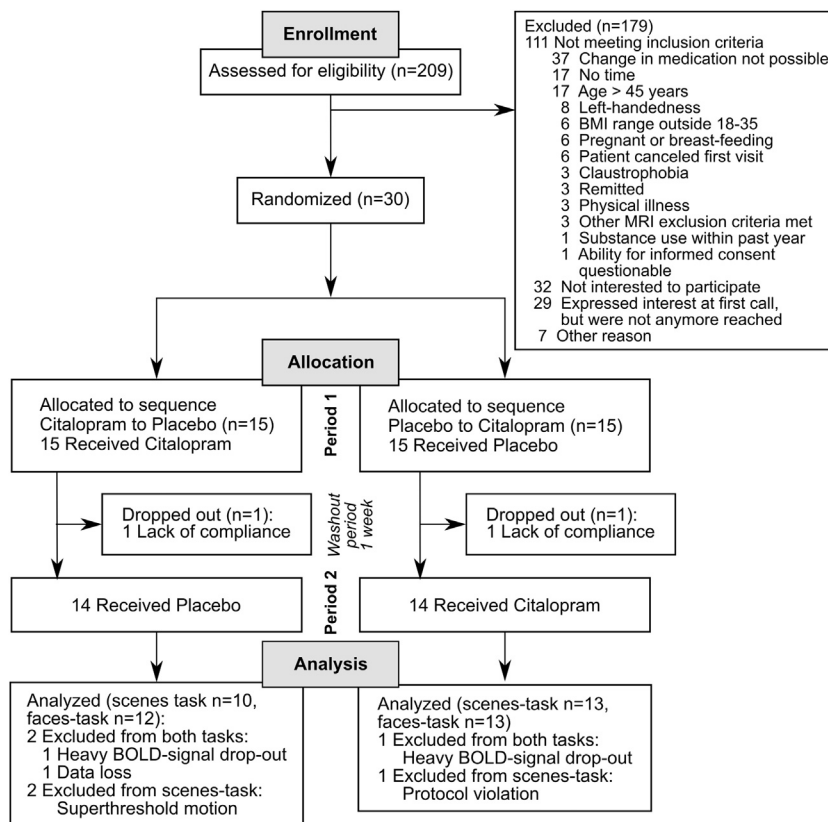 Enrollment
Assessed for eligibility (n=209)
Excluded (n=179)
111 Not meeting inclusion criteria
37 Change in medication not possible
17 No time
17 Age > 45 years
8 Left-handedness
6 BMI range outside 18-35
6 Pregnant or breast-feeding
6 Patient canceled first visit
3 Claustrophobia
3 Remitted
3 Physical illness
3 Other MRI exclusion criteria met
1 Substance use within past year
1 Ability for informed consent
questionable
32 Not interested to participate
29 Expressed interest at first call,
but were not anymore reached
7 Other reason
Randomized (n=30)
Allocation
Allocated to sequence
Citalopram to Placebo (n=15)
15 Received Citalopram
Period 1
Allocated to sequence
Placebo to Citalopram (n=15)
15 Received Placebo
Dropped out (n=1):
1 Lack of compliance
Washout
period
1 week
Dropped out (n=1):
1 Lack of compliance
14 Received Placebo
Period 2
14 Received Citalopram
Analysis
Analyzed (scenes task n=10,
faces-task n=12):
2 Excluded from both tasks:
1 Heavy BOLD-signal drop-out
1 Data loss
2 Excluded from scenes-task:
Superthreshold motion
Analyzed (scenes-task n=13,
faces-task n=13)
1 Excluded from both tasks:
Heavy BOLD-signal drop-out
1 Excluded from scenes-task:
Protocol violation